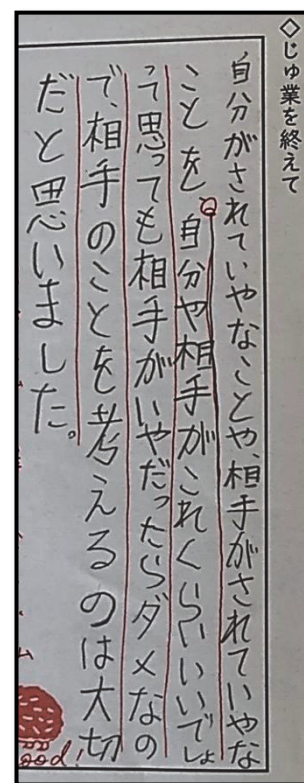 ◇じゅ業を終えて
自分がされていやなことや、相手がされていやな
ことを自分や相手がこれくらいいいでしょ
って思っても相手がいやだったらダメなの
で、相手のことを考えるのは大切
だと思いました。
good!